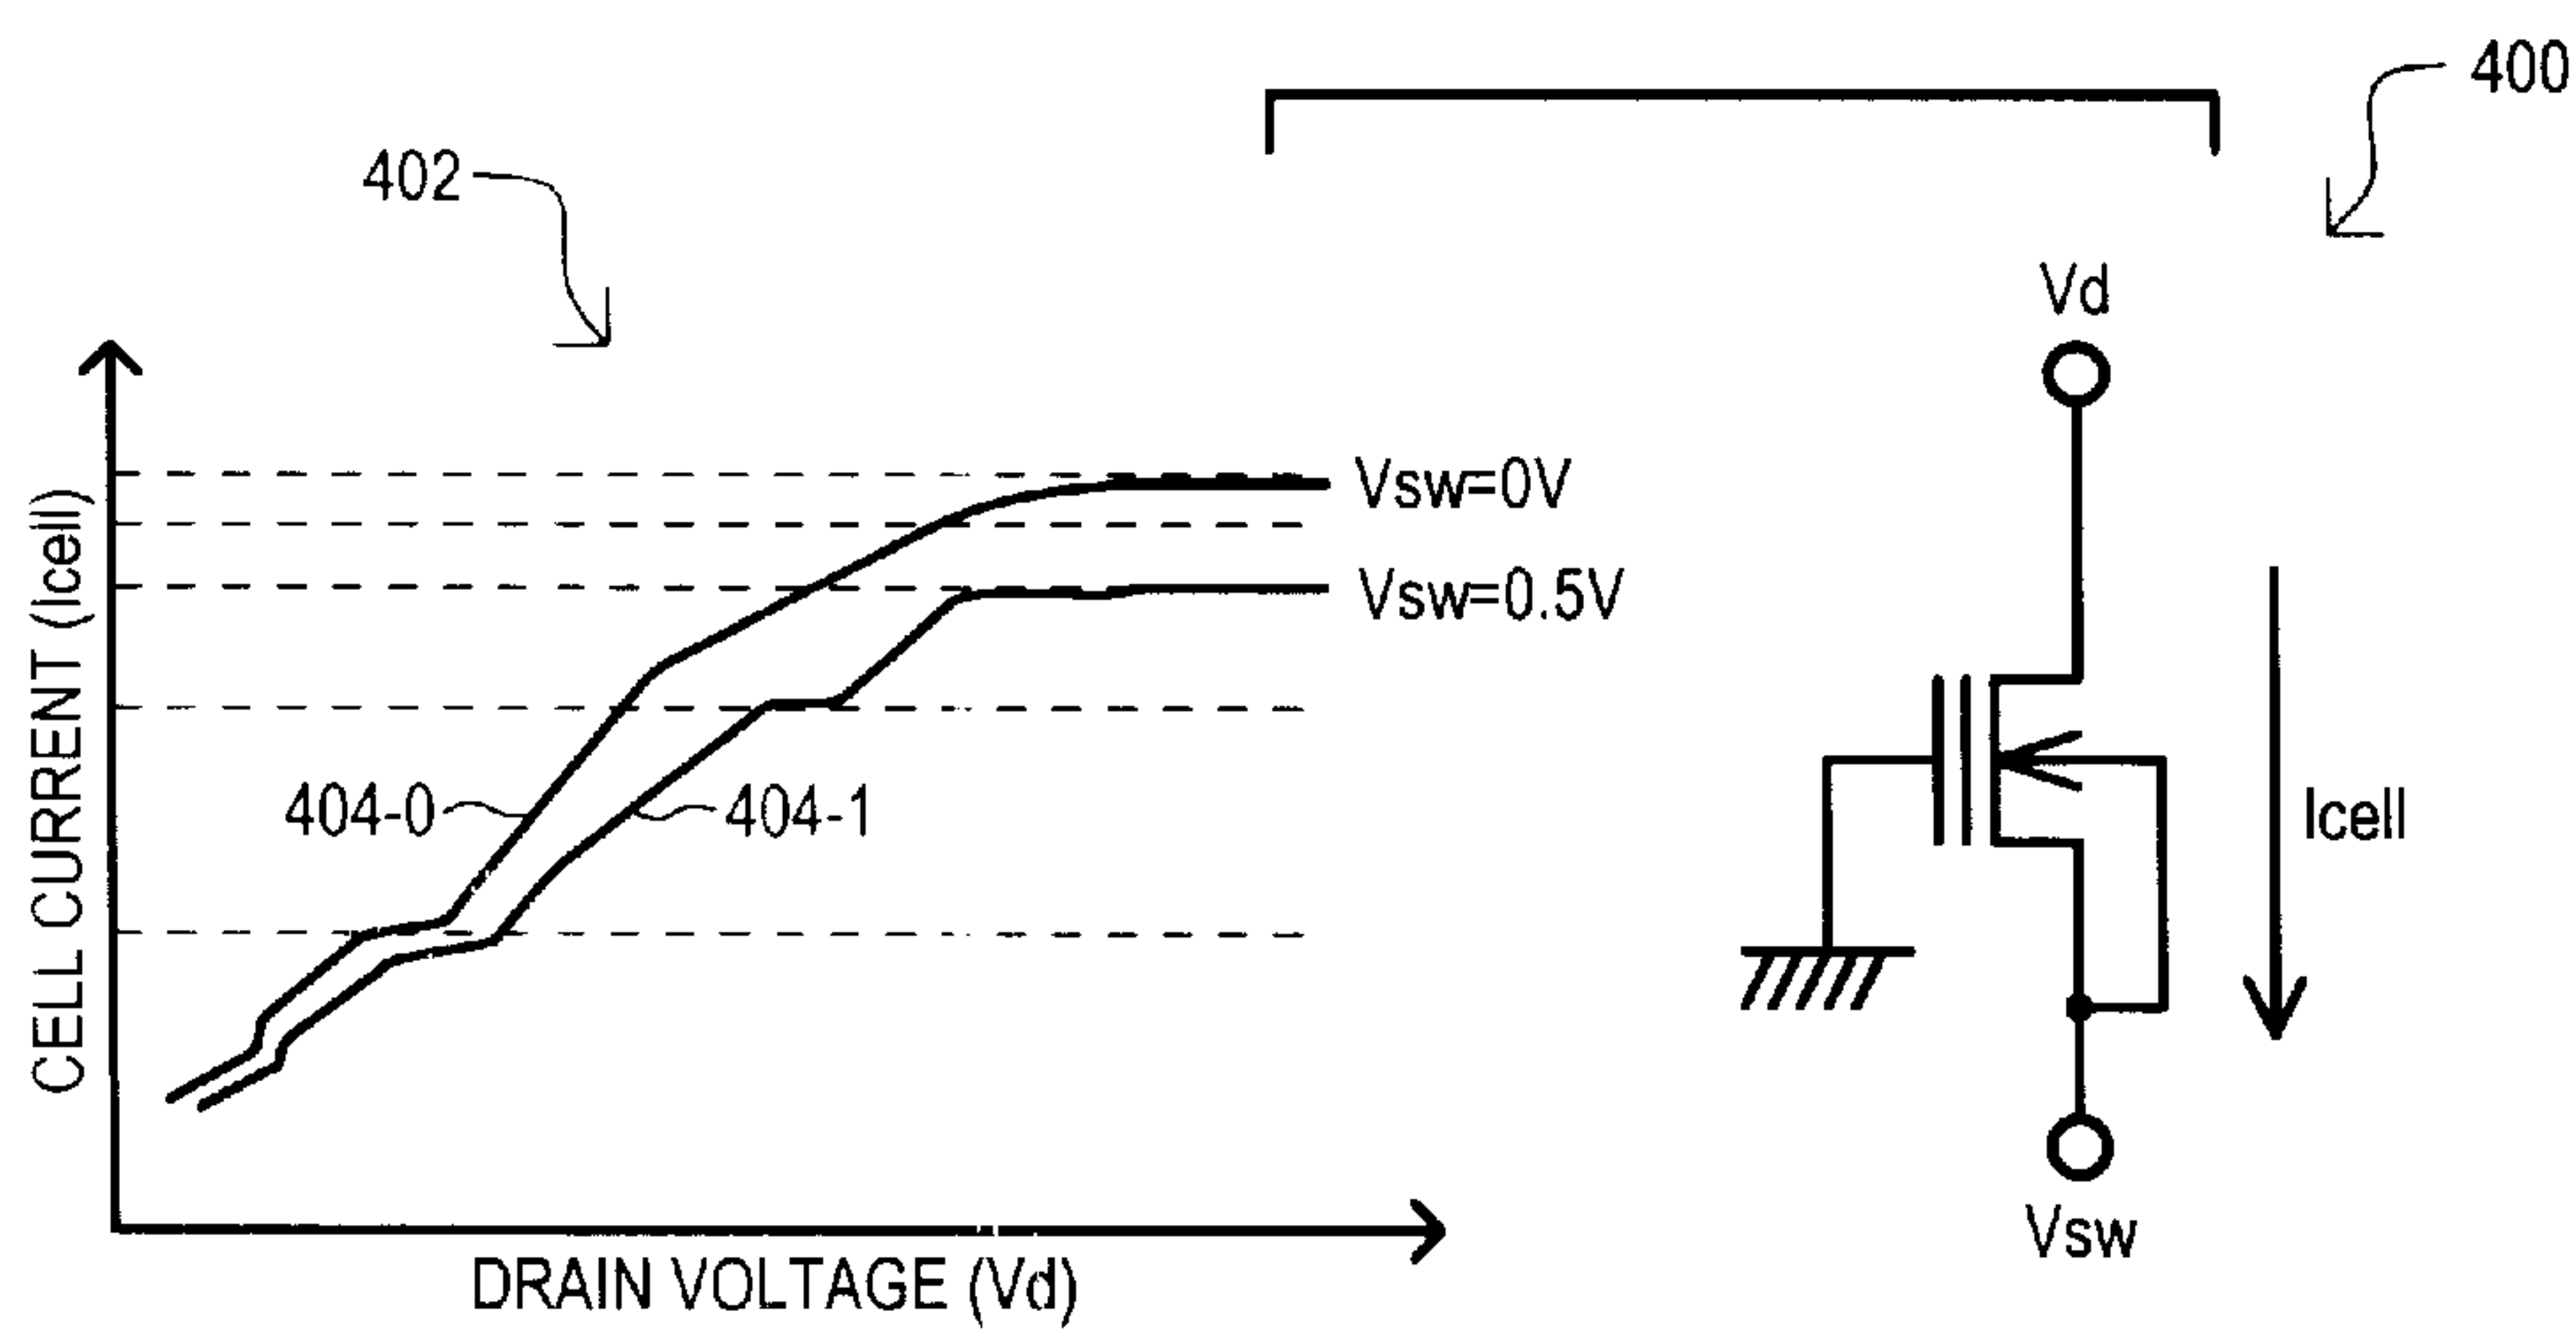 400
402
Vd
Vsw=0V
Vsw=0.5V
CELL CURRENT (Icell)
404-0
404-1
Icell
Vsw
DRAIN VOLTAGE (Vd)